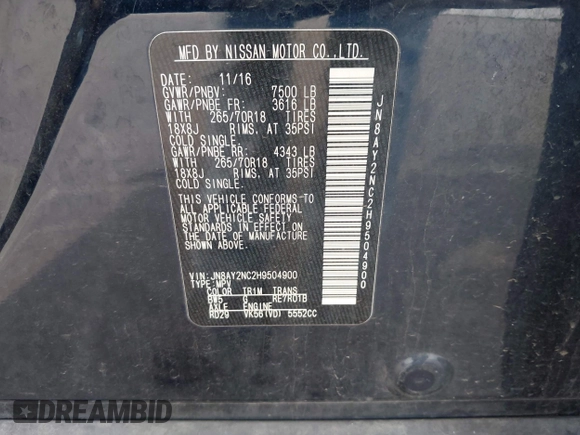 MFD BY NISSAN MOTOR CO.,LTD.
DATE: 11/16
GVWR/PNBV: 7500 LB
GAWR/PNBE FR: 3616 LB
WITH 265/70R18 TIRES
18X8J RIMS. AT 35PSI
COLD SINGLE.
GAWR/PNBE RR: 4343 LB
WITH 265/70R18 TIRES
18X8J RIMS. AT 35PSI
COLD SINGLE.
THIS VEHICLE CONFORMS TO
ALL APPLICABLE FEDERAL
MOTOR VEHICLE SAFETY
STANDARDS IN EFFECT ON
THE DATE OF MANUFACTURE
SHOWN ABOVE.
VIN: JN8AY2NC2H9504900
TYPE: MPV
COLOR TRIM TRANS
BW5 G RE7R01B
AXLE ENGINE
RD29 VK56(VD) 5552CC
JN8AY2NC2H9504900
DREAMBID